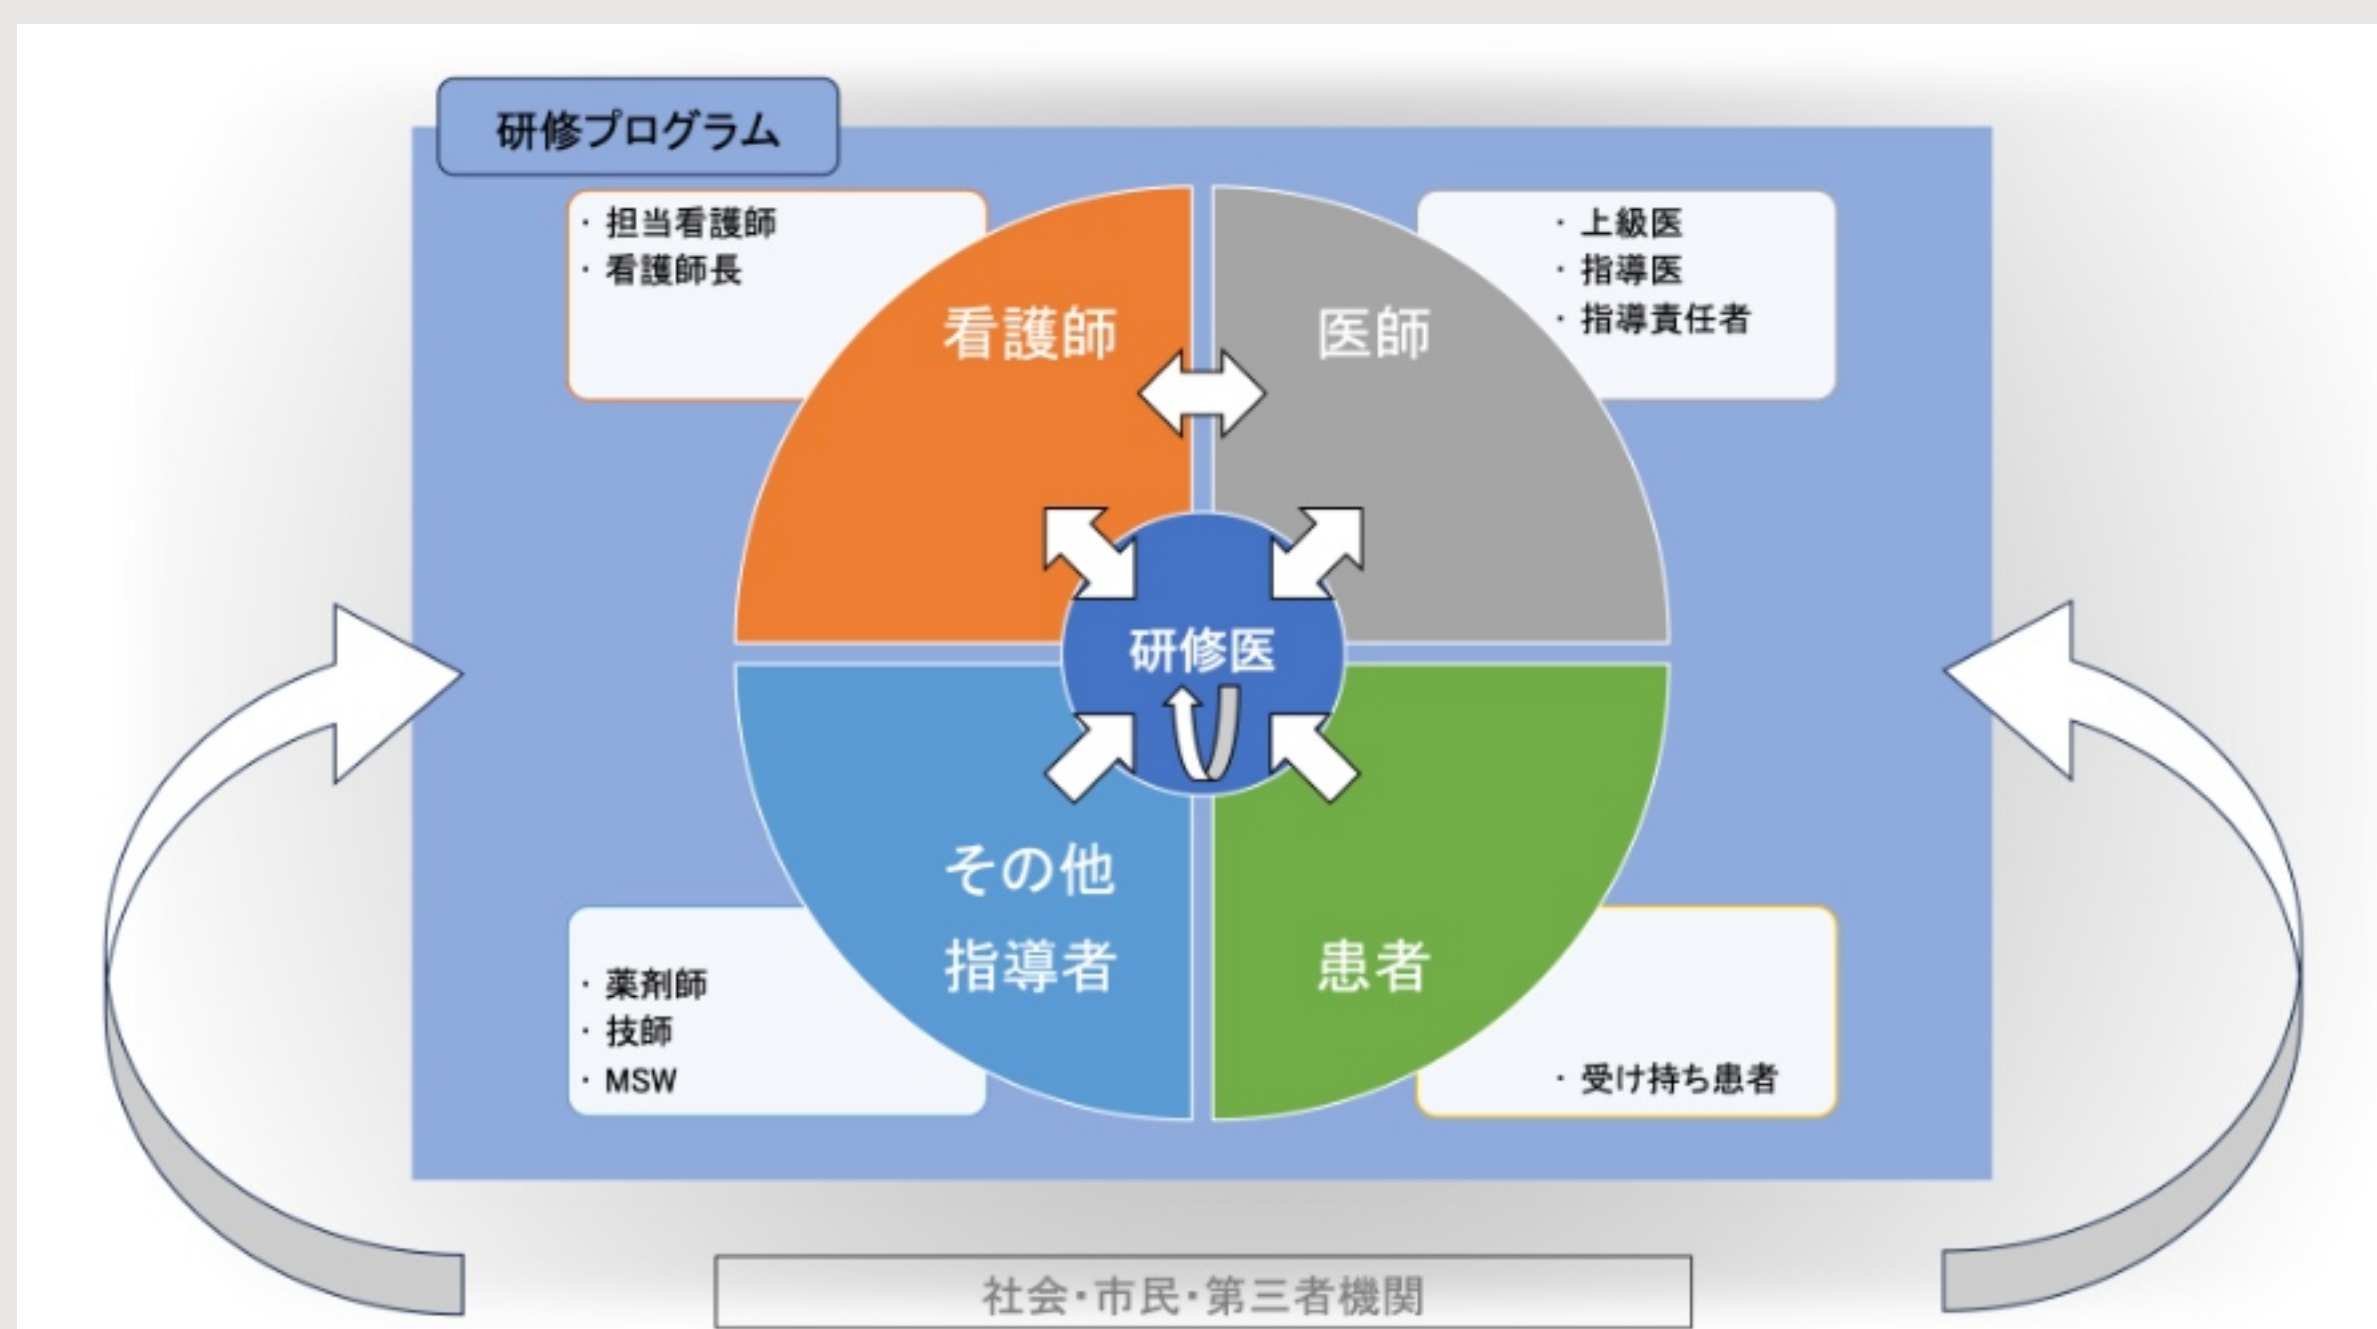 研修プログラム
・ 担当看護師
・ 看護師長
・ 上級医
・ 指導医
・ 指導責任者
看護師
医師
研修医
その他
指導者
患者
・ 薬剤師
・ 技師
・ MSW
・ 受け持ち患者
社会・市民・第三者機関